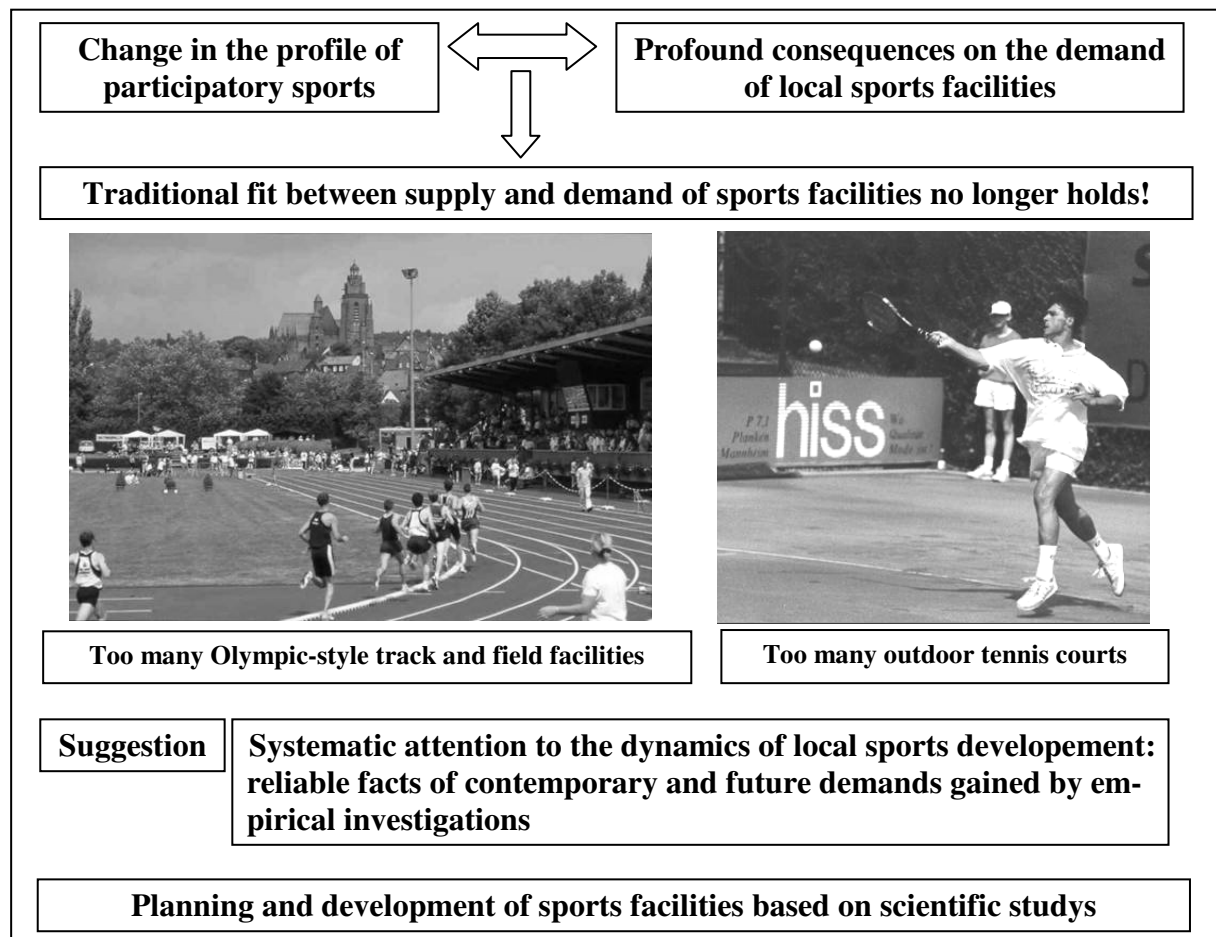 Change in the profile of
participatory sports
Profound consequences on the demand
of local sports facilities
Traditional fit between supply and demand of sports facilities no longer holds!
P 7,1
Planken
Mannheim
hiss
Too many Olympic-style track and field facilities
Too many outdoor tennis courts
Suggestion
Systematic attention to the dynamics of local sports developement:
reliable facts of contemporary and future demands gained by em-
pirical investigations
Planning and development of sports facilities based on scientific studys